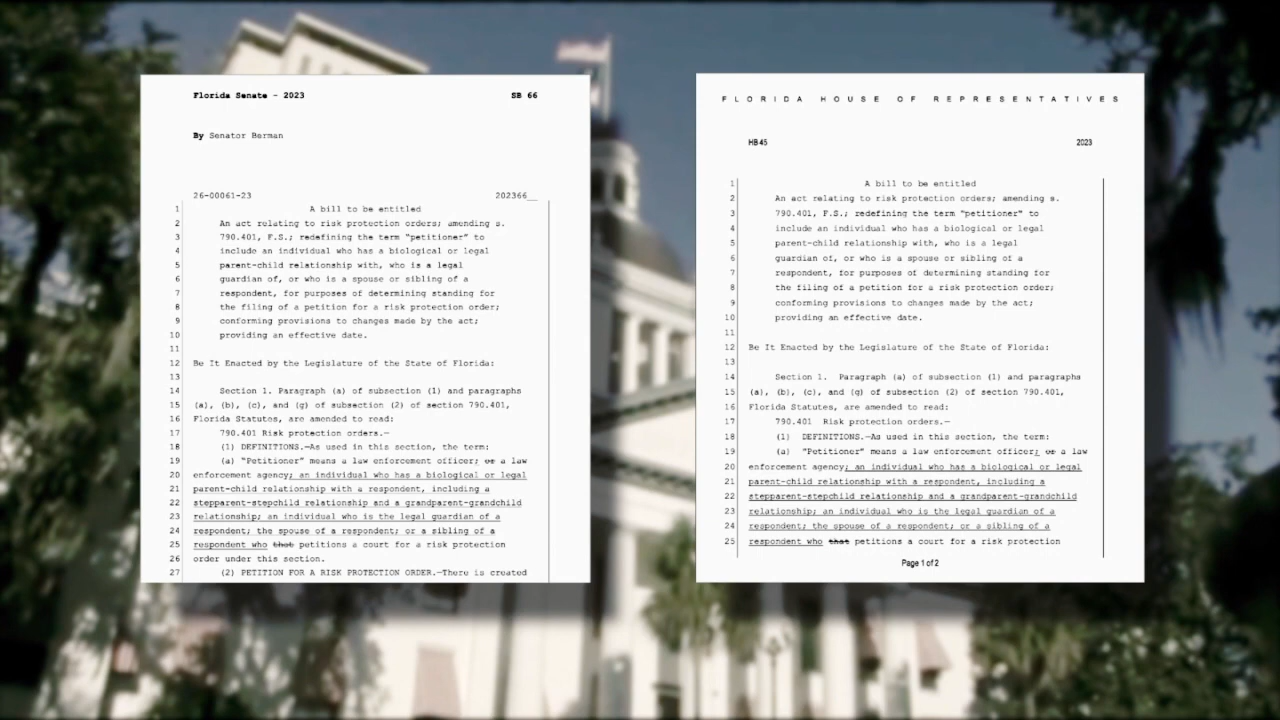 Florida Senate - 2023 SB 66
By Senator Berman
26-00061-23 202366__
1 A bill to be entitled
2 An act relating to risk protection orders; amending s.
3 790.401, F.S.; redefining the term "petitioner" to
4 include an individual who has a biological or legal
5 parent-child relationship with, who is a legal
6 guardian of, or who is a spouse or sibling of a
7 respondent, for purposes of determining standing for
8 the filing of a petition for a risk protection order;
9 conforming provisions to changes made by the act;
10 providing an effective date.
11
12 Be It Enacted by the Legislature of the State of Florida:
13
14 Section 1. Paragraph (a) of subsection (1) and paragraphs
15 (a), (b), (c), and (g) of subsection (2) of section 790.401,
16 Florida Statutes, are amended to read:
17 790.401 Risk protection orders.—
18 (1) DEFINITIONS.—As used in this section, the term:
19 (a) "Petitioner" means a law enforcement officer; or a law
20 enforcement agency; an individual who has a biological or legal
21 parent-child relationship with a respondent, including a
22 stepparent-stepchild relationship and a grandparent-grandchild
23 relationship; an individual who is the legal guardian of a
24 respondent; the spouse of a respondent; or a sibling of a
25 respondent who that petitions a court for a risk protection
26 order under this section.
27 (2) PETITION FOR A RISK PROTECTION ORDER.—There is created
FLORIDA HOUSE OF REPRESENTATIVES
HB 45 2023
1 A bill to be entitled
2 An act relating to risk protection orders; amending s.
3 790.401, F.S.; redefining the term "petitioner" to
4 include an individual who has a biological or legal
5 parent-child relationship with, who is a legal
6 guardian of, or who is a spouse or sibling of a
7 respondent, for purposes of determining standing for
8 the filing of a petition for a risk protection order;
9 conforming provisions to changes made by the act;
10 providing an effective date.
11
12 Be It Enacted by the Legislature of the State of Florida:
13
14 Section 1. Paragraph (a) of subsection (1) and paragraphs
15 (a), (b), (c), and (g) of subsection (2) of section 790.401,
16 Florida Statutes, are amended to read:
17 790.401 Risk protection orders.—
18 (1) DEFINITIONS.—As used in this section, the term:
19 (a) "Petitioner" means a law enforcement officer; or a law
20 enforcement agency; an individual who has a biological or legal
21 parent-child relationship with a respondent, including a
22 stepparent-stepchild relationship and a grandparent-grandchild
23 relationship; an individual who is the legal guardian of a
24 respondent; the spouse of a respondent; or a sibling of a
25 respondent who that petitions a court for a risk protection
Page 1 of 2